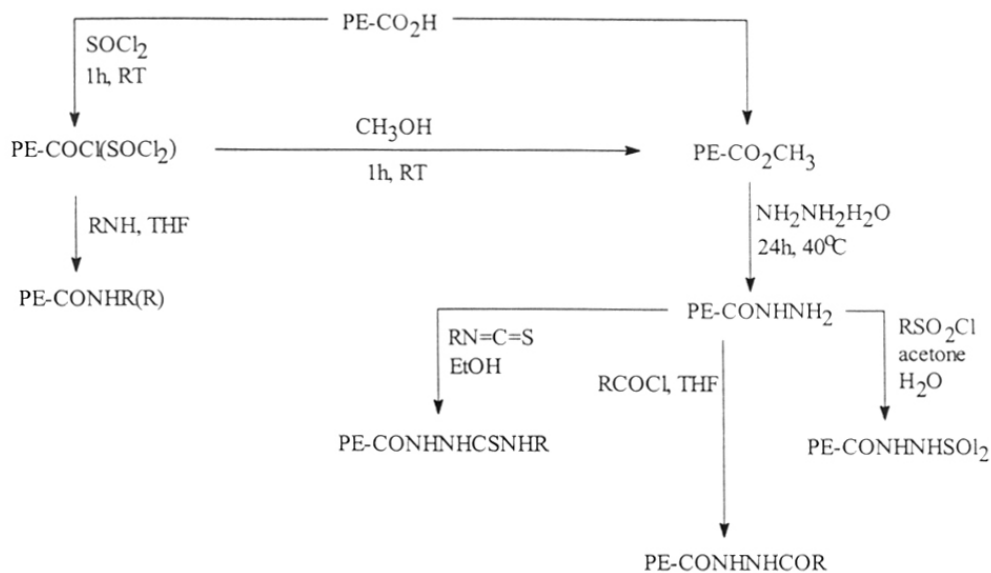 PE-CO₂H
SOCl₂
1h, RT
CH₃OH
PE-COCl(SOCl₂)
PE-CO₂CH₃
1h, RT
RNH, THF
NH₂NH₂H₂O
24h, 40°C
PE-CONHR(R)
PE-CONHNH₂
RN=C=S
EtOH
RSO₂Cl
acetone
H₂O
RCOCl, THF
PE-CONHNHCSNHR
PE-CONHNHSOl₂
PE-CONHNHCOR